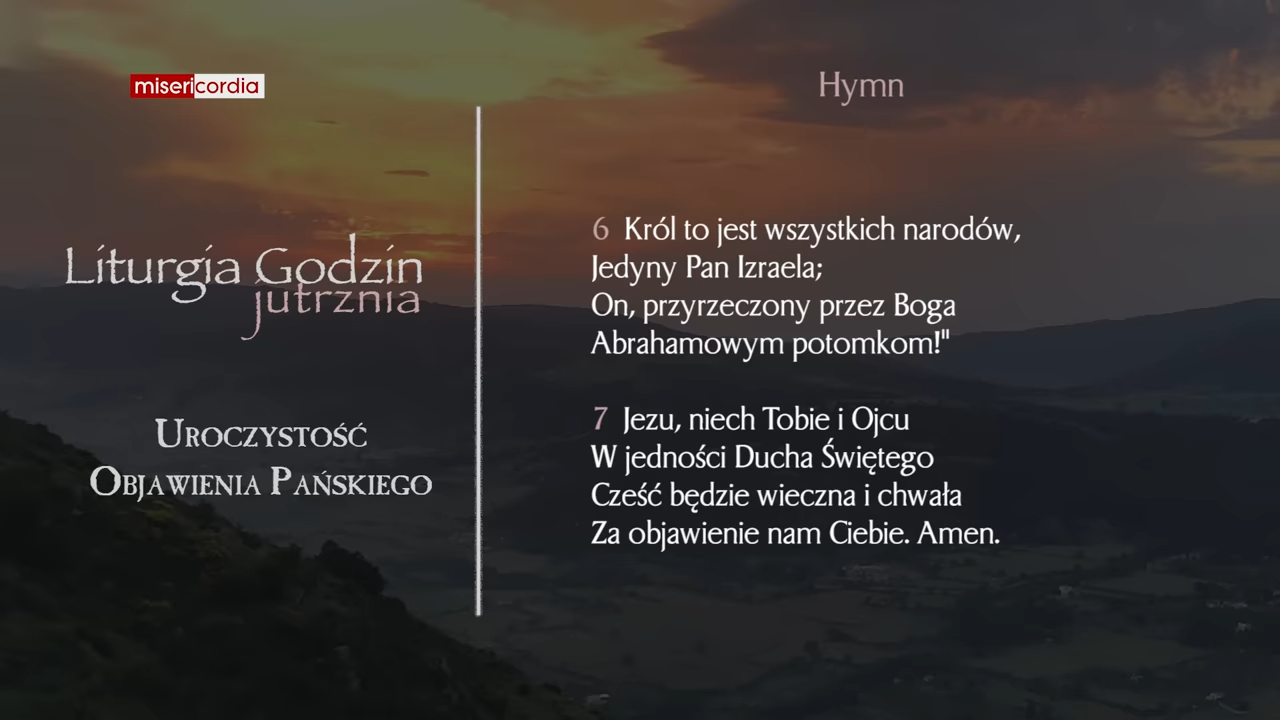 misericordia
Liturgia Godzin
jutrznia
Uroczystość
Objawienia Pańskiego
Hymn
6 Król to jest wszystkich narodów,
Jedyny Pan Izraela;
On, przyrzeczony przez Boga
Abrahamowym potomkom!"
7 Jezu, niech Tobie i Ojcu
W jedności Ducha Świętego
Cześć będzie wieczna i chwała
Za objawienie nam Ciebie. Amen.